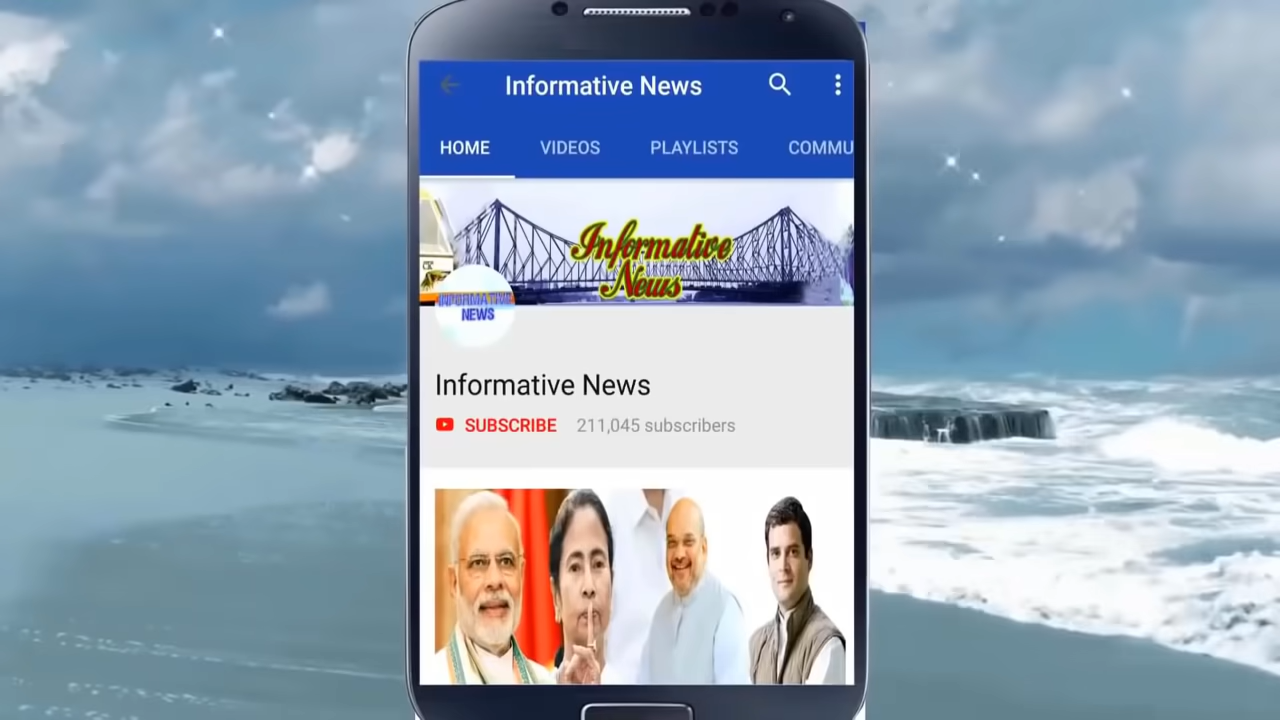 Informative News
HOME VIDEOS PLAYLISTS COMMU
Informative
News
INFORMATIVE
NEWS
Informative News
SUBSCRIBE 211,045 subscribers